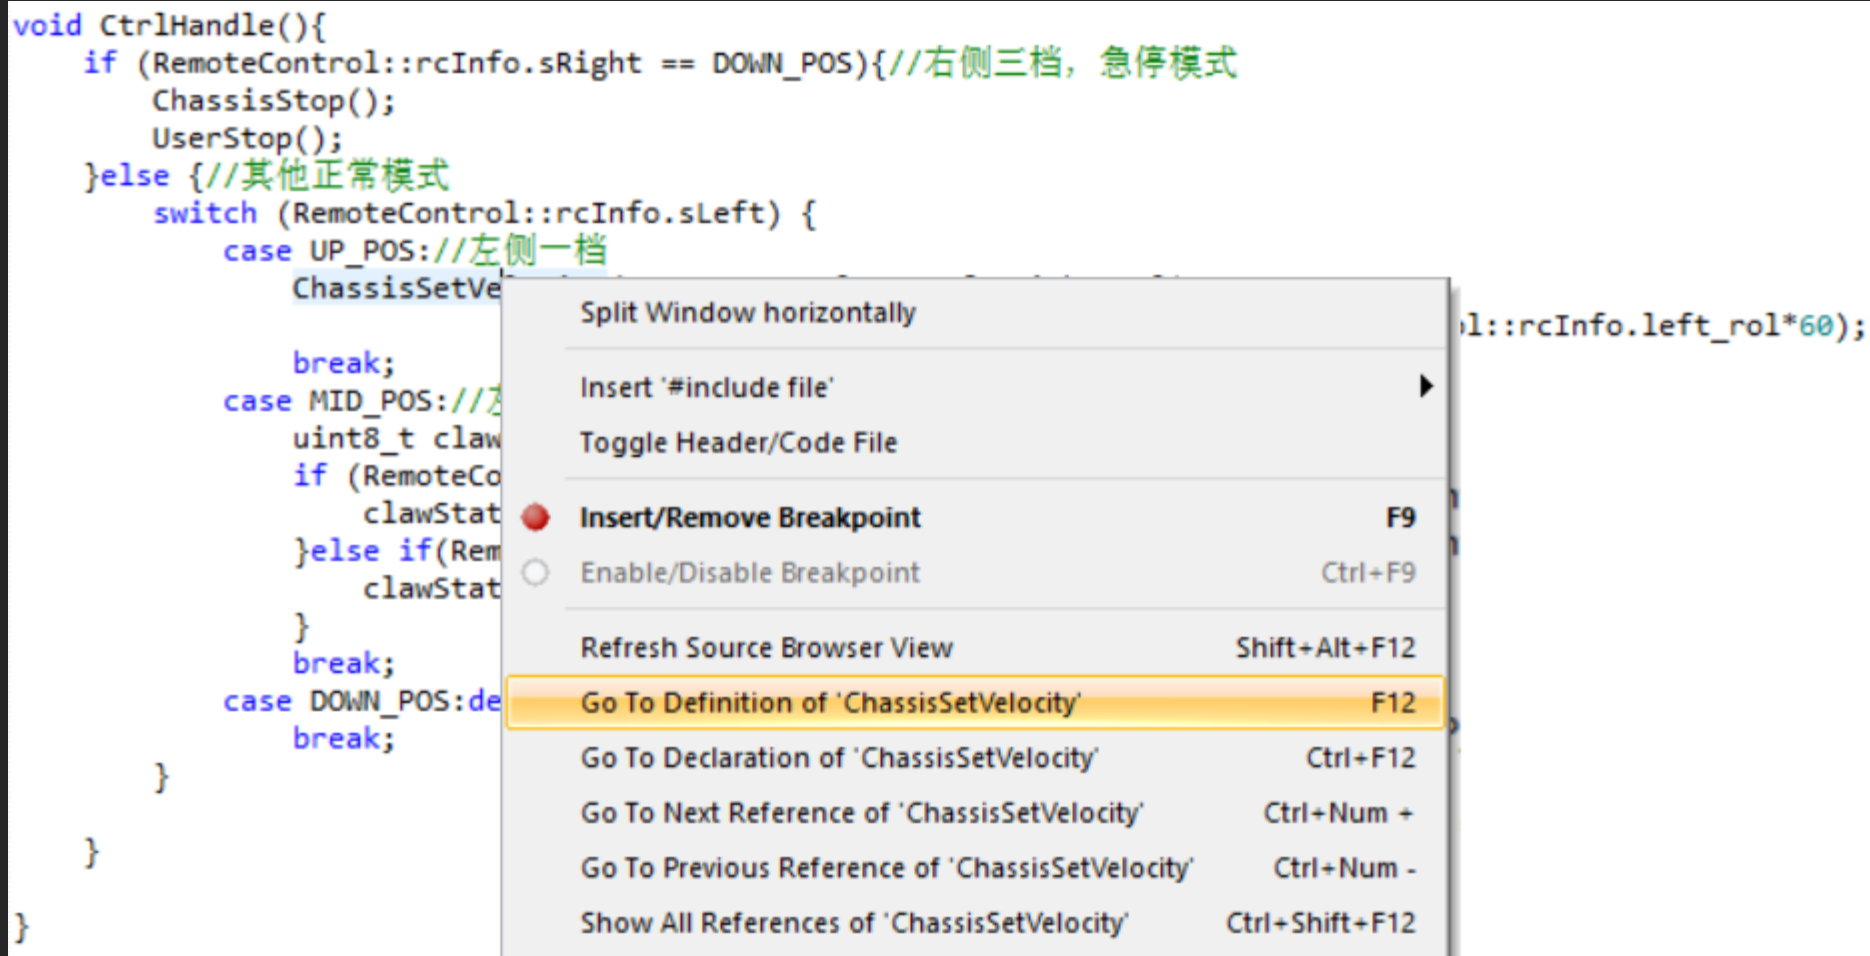 void CtrlHandle(){
if (RemoteControl::rcInfo.sRight == DOWN_POS){//右侧三档，急停模式
ChassisStop();
UserStop();
}else {//其他正常模式
switch (RemoteControl::rcInfo.sLeft) {
case UP_POS://左侧一档
ChassisSetVe
l::rcInfo.left_rol*60);
break;
case MID_POS://
uint8_t claw
if (RemoteCo
clawStat
}else if(Rem
clawStat
}
break;
case DOWN_POS:de
break;
}
}
}
Split Window horizontally
Insert '#include file'
Toggle Header/Code File
Insert/Remove Breakpoint F9
Enable/Disable Breakpoint Ctrl+F9
Refresh Source Browser View Shift+Alt+F12
Go To Definition of 'ChassisSetVelocity' F12
Go To Declaration of 'ChassisSetVelocity' Ctrl+F12
Go To Next Reference of 'ChassisSetVelocity' Ctrl+Num +
Go To Previous Reference of 'ChassisSetVelocity' Ctrl+Num -
Show All References of 'ChassisSetVelocity' Ctrl+Shift+F12